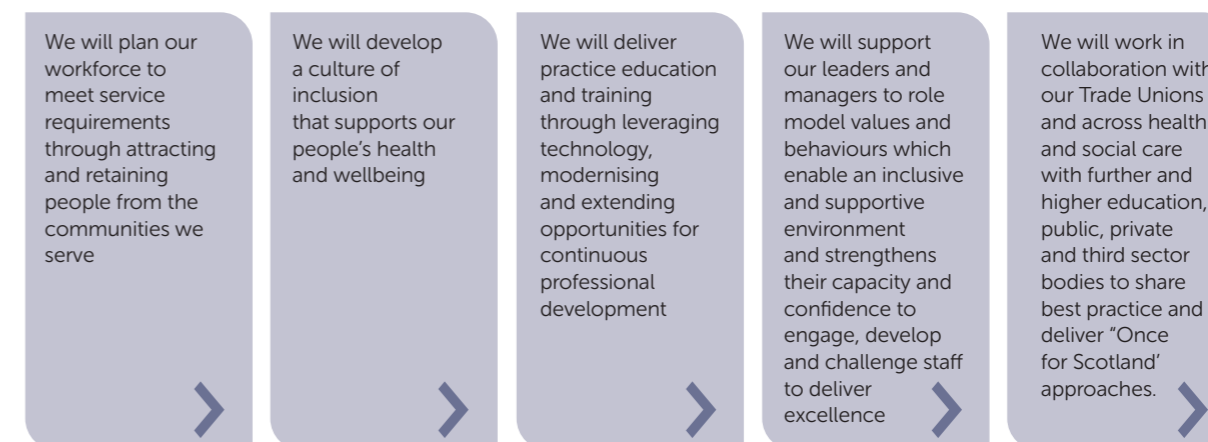 We will plan our
workforce to
meet service
requirements
through attracting
and retaining
people from the
communities we
serve
We will develop
a culture of
inclusion
that supports our
people's health
and wellbeing
We will deliver
practice education
and training
through leveraging
technology,
modernising
and extending
opportunities for
continuous
professional
development
We will support
our leaders and
managers to role
model values and
behaviours which
enable an inclusive
and supportive
environment
and strengthens
their capacity and
confidence to
engage, develop
and challenge staff
to deliver
excellence
We will work in
collaboration with
our Trade Unions
and across health
and social care
with further and
higher education,
public, private
and third sector
bodies to share
best practice and
deliver "Once
for Scotland'
approaches.